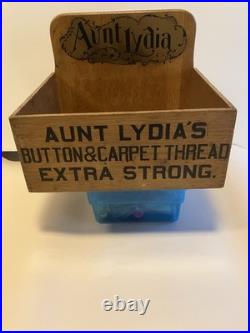 Aunt Lydia
AUNT LYDIA'S
BUTTON&CARPET THREAD
EXTRA STRONG.